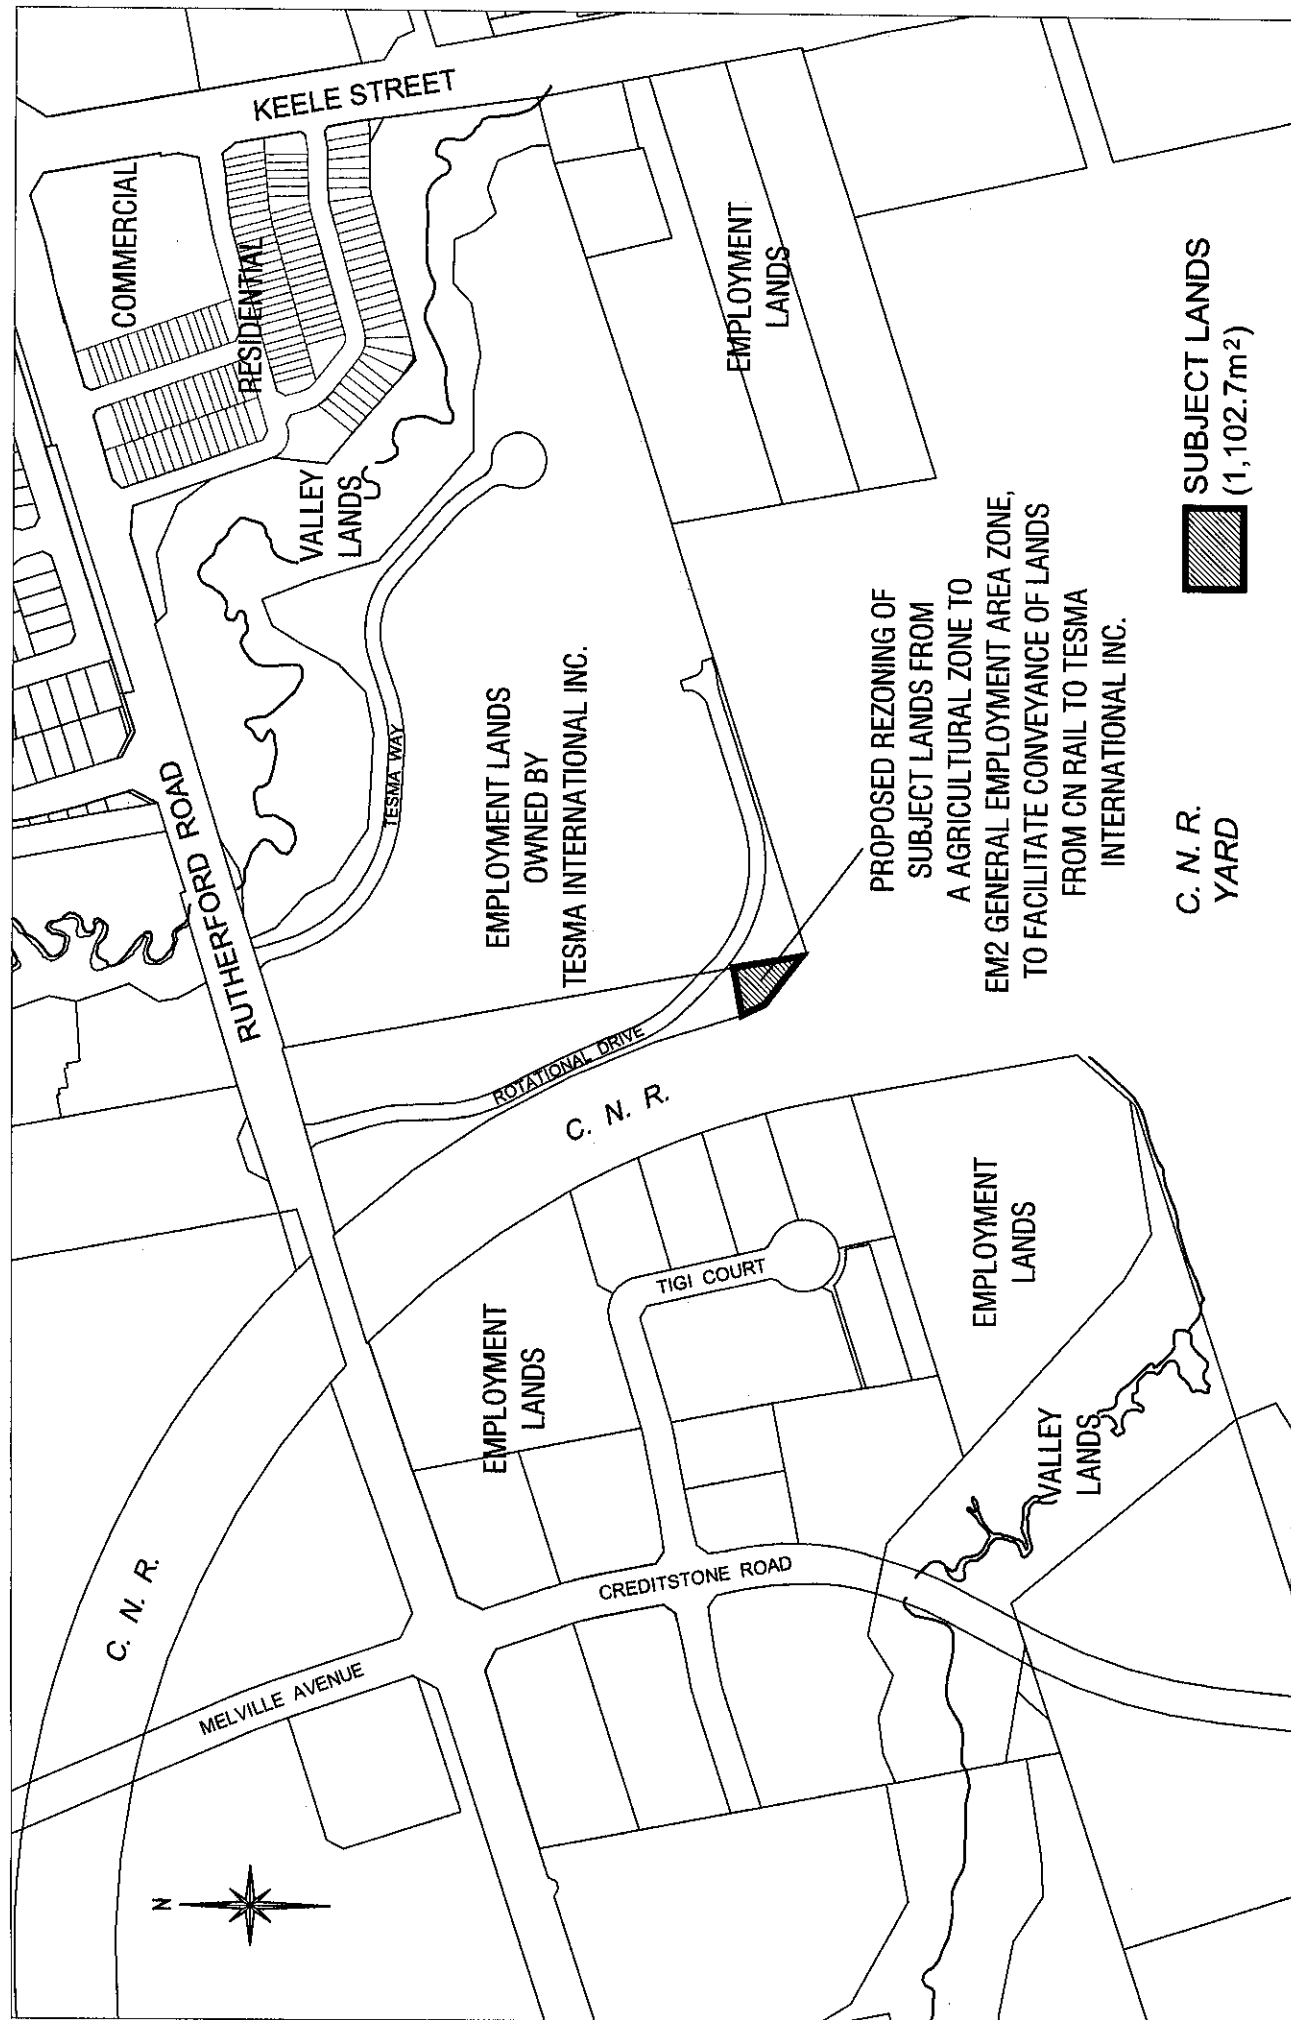 KEELE STREET
COMMERCIAL
RESIDENTIAL
VALLEY
LANDS
EMPLOYMENT
LANDS
RUTHERFORD ROAD
TESMA WAY
EMPLOYMENT LANDS
OWNED BY
TESMA INTERNATIONAL INC.
ROTATIONAL DRIVE
C. N. R.
PROPOSED REZONING OF
SUBJECT LANDS FROM
A AGRICULTURAL ZONE TO
EM2 GENERAL EMPLOYMENT AREA ZONE,
TO FACILITATE CONVEYANCE OF LANDS
FROM CN RAIL TO TESMA
INTERNATIONAL INC.
SUBJECT LANDS
(1,102.7m²)
C. N. R.
YARD
TIGI COURT
EMPLOYMENT
LANDS
EMPLOYMENT
LANDS
VALLEY
LANDS
CREDITSTONE ROAD
C. N. R.
MELVILLE AVENUE
N